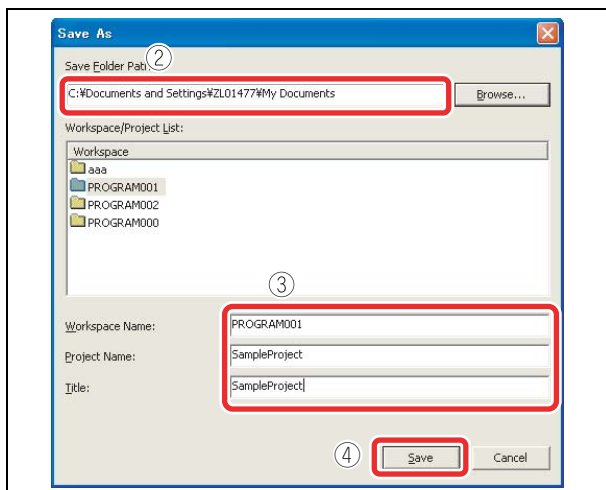 Save As
②
Save Folder Path:
C:¥Documents and Settings¥ZL01477¥My Documents
Browse...
Workspace/Project List:
Workspace
aaa
PROGRAM001
PROGRAM002
PROGRAM000
③
Workspace Name:
PROGRAM001
Project Name:
SampleProject
Title:
SampleProject
④
Save
Cancel